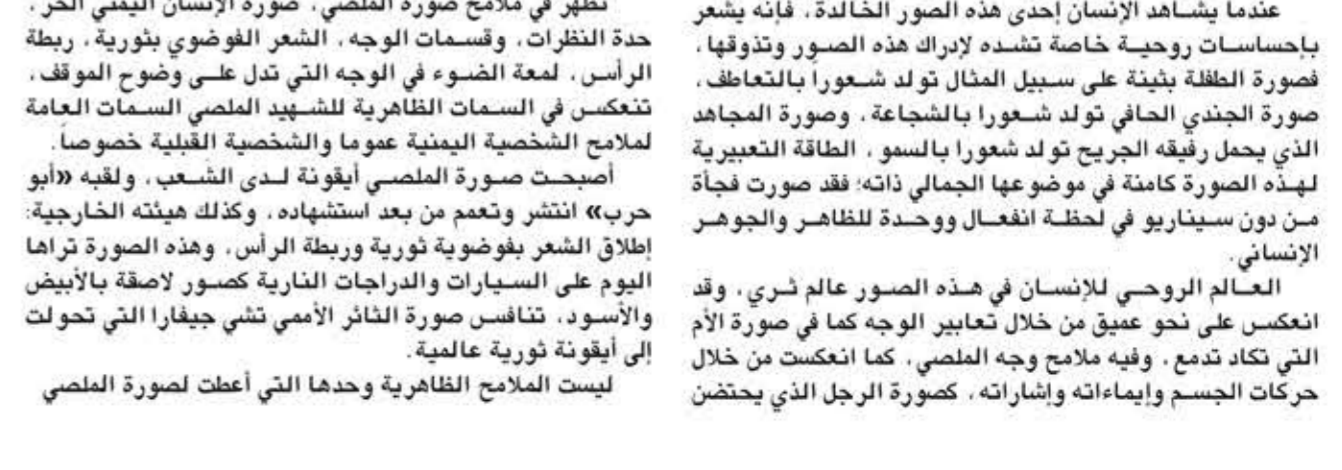 عندما يشاهد الإنسان إحدى هذه الصور الخالدة، فإنه يشعر
بإحساسات روحية خاصة تشده لإدراك هذه الصور وتذوقها،
فصورة الطفلة بثينة على سبيل المثال تولد شعوراً بالتعاطف،
صورة الجندي الحافي تولد شعورا بالشجاعة، وصورة المجاهد
الذي يحمل رفيقه الجريح تولد شعورا بالسمو، الطاقة التعبيرية
لهذه الصورة كامنة في موضوعها الجمالي ذاته؛ فقد صورت فجأة
من دون سيناريو في لحظة انفعال ووحدة للظاهر والجوهر
الإنساني.
العالم الروحي للإنسان في هذه الصور عالم ثري، وقد
انعكس على نحو عميق من خلال تعابير الوجه كما في صورة الأم
التي تكاد تدمع، وفيه ملامح وجه الملصي، كما انعكست من خلال
حركات الجسم وإيماءاته وإشاراته، كصورة الرجل الذي يحتضن
تظهر في ملامح صورة الملصي، صورة الإنسان اليمني الحر،
حدة النظرات، وقسمات الوجه، الشعر الفوضوي بثورية، ربطة
الرأس، لمعة الضوء في الوجه التي تدل على وضوح الموقف،
تنعكس في السمات الظاهرية للشهيد الملصي السمات العامة
لملامح الشخصية اليمنية عموما والشخصية القبلية خصوصاً.
أصبحت صورة الملصي أيقونة لدى الشعب، ولقبه «أبو
حرب» انتشر وتعمم من بعد استشهاده، وكذلك هيئته الخارجية:
إطلاق الشعر بفوضوية ثورية وربطة الرأس، وهذه الصورة تراها
اليوم على السيارات والدراجات النارية كصور لاصقة بالأبيض
والأسود، تنافس صورة الثائر الأممي تشي جيفارا التي تحولت
إلى أيقونة ثورية عالمية.
ليست الملامح الظاهرية وحدها التي أعطت لصورة الملصي